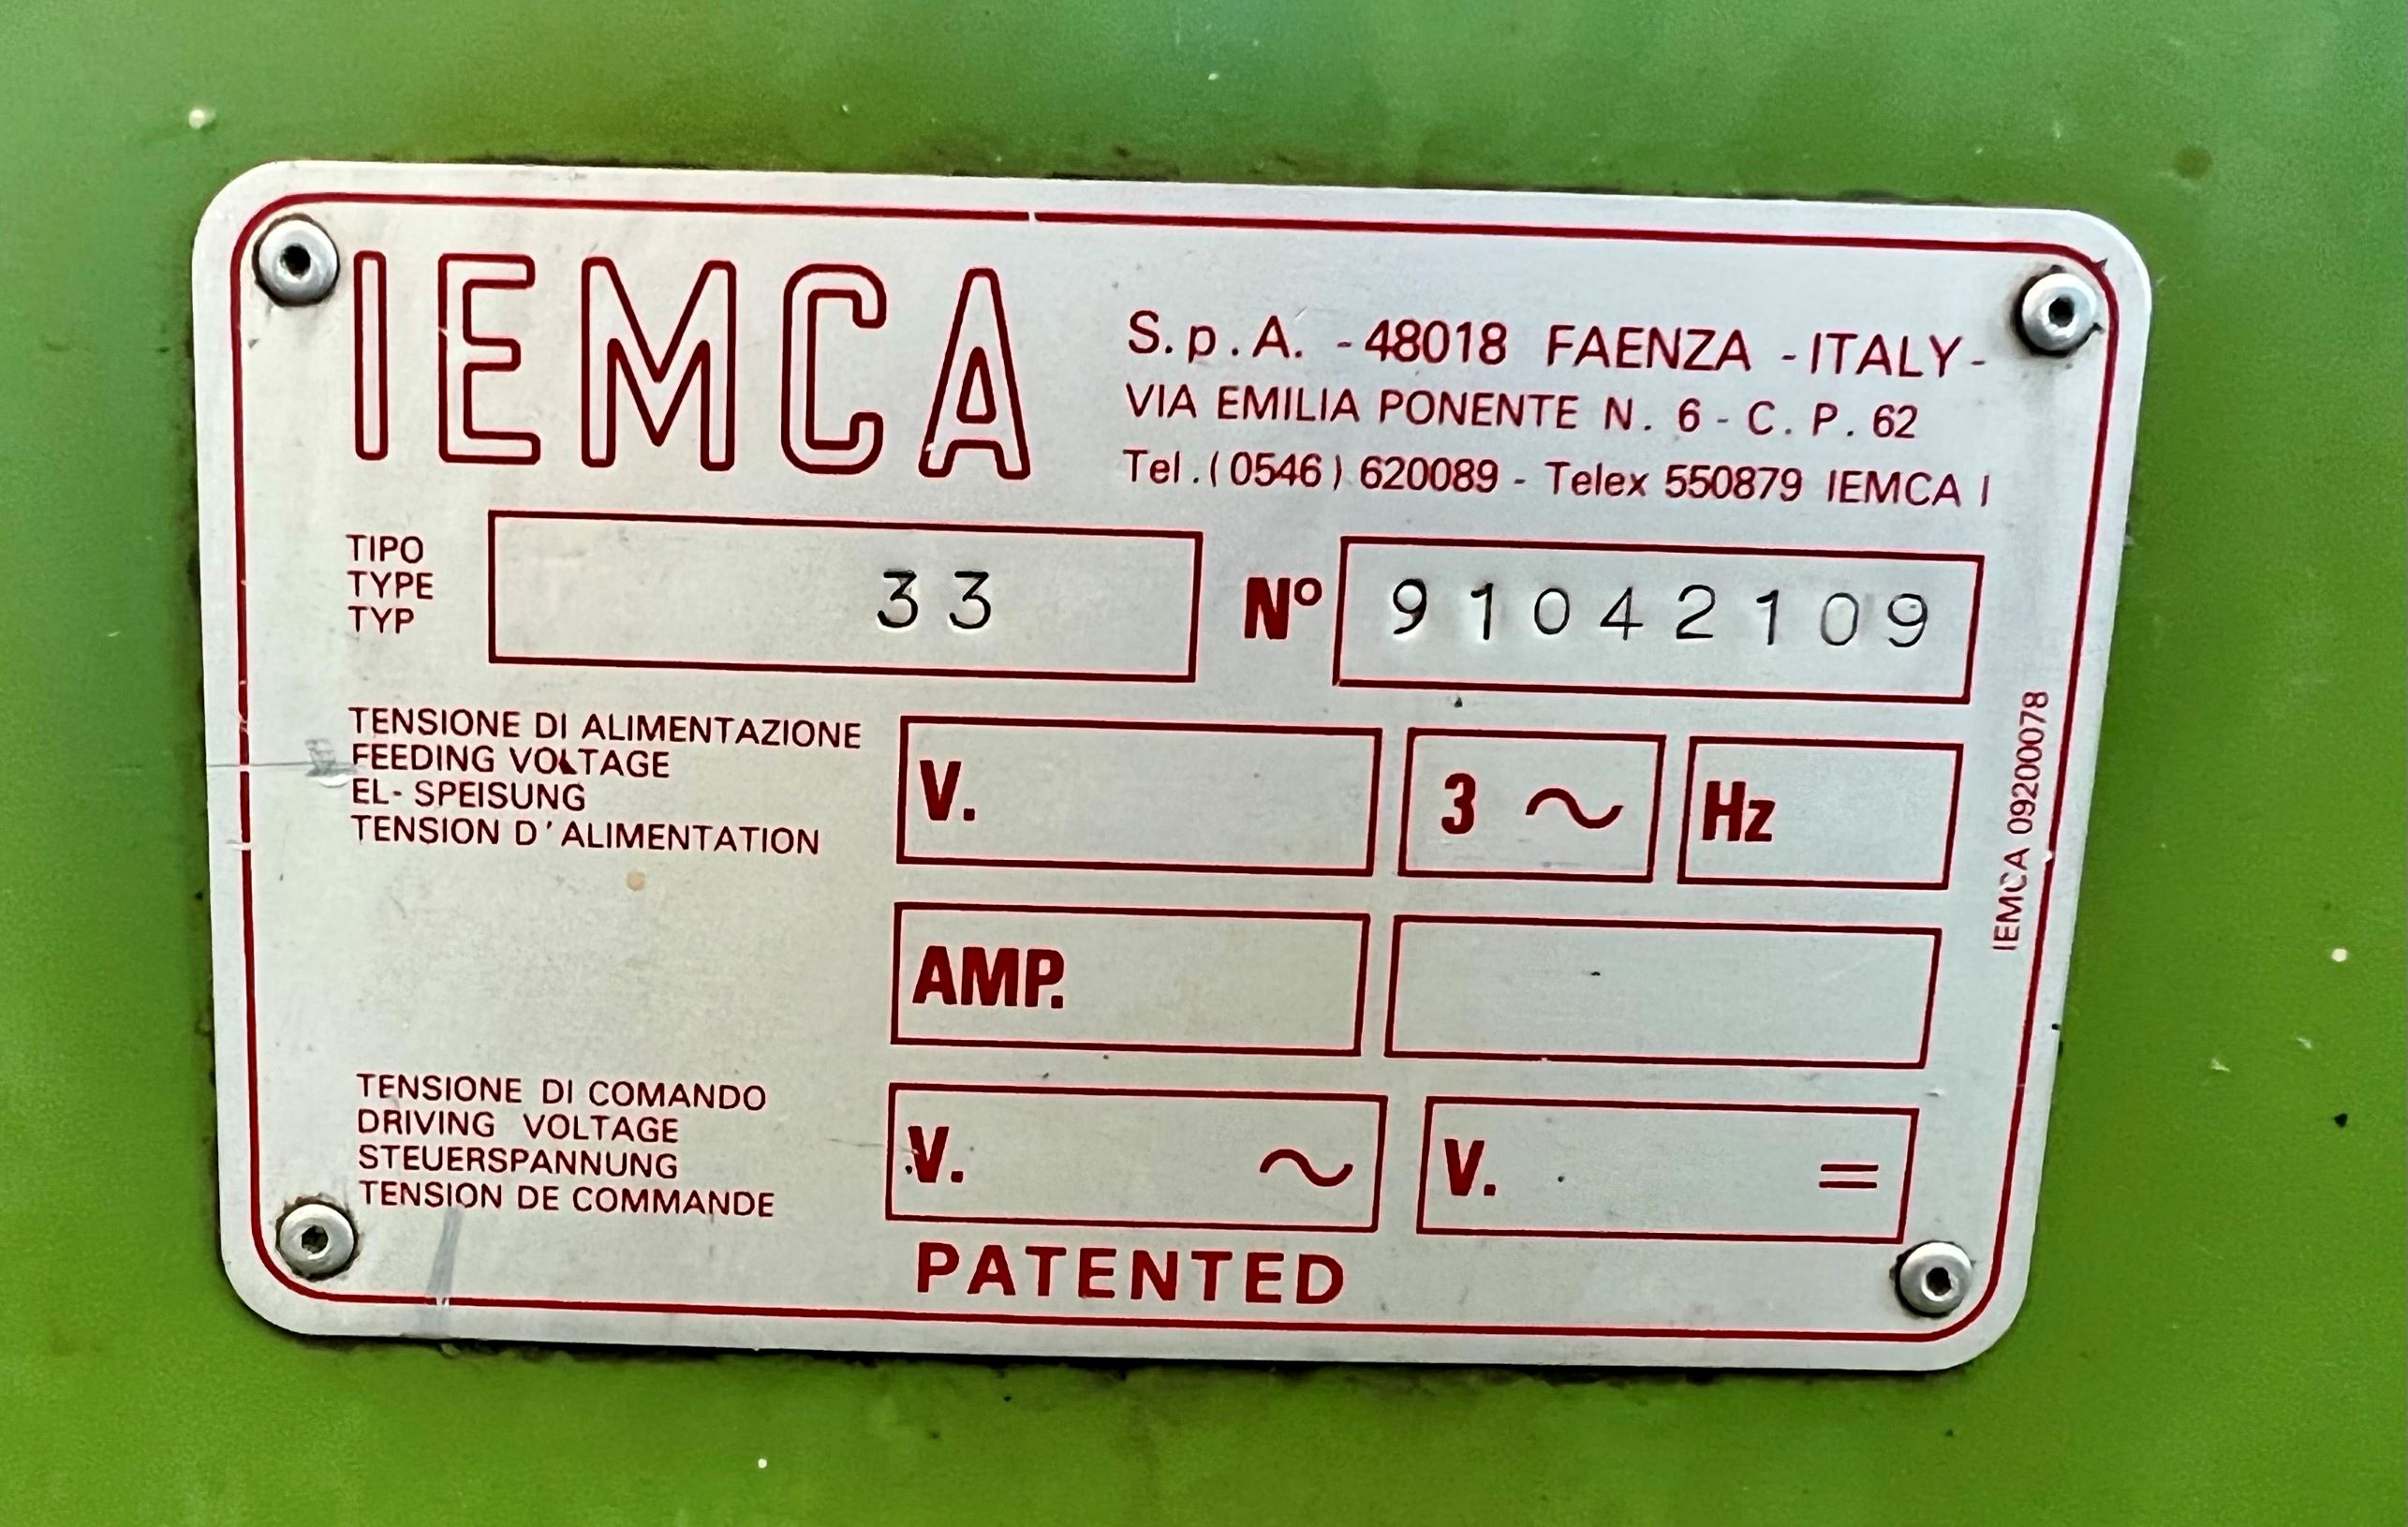 IEMCA
S.p.A. - 48018 FAENZA - ITALY -
VIA EMILIA PONENTE N. 6 - C. P. 62
Tel. (0546) 620089 - Telex 550879 IEMCA I
TIPO
TYPE
TYP
33
Nº 91042109
TENSIONE DI ALIMENTAZIONE
FEEDING VOLTAGE
EL- SPEISUNG
TENSION D'ALIMENTATION
V.
3 ~
Hz
AMP.
TENSIONE DI COMANDO
DRIVING VOLTAGE
STEUERSPANNUNG
TENSION DE COMMANDE
V. ~
V. =
PATENTED
IEMCA 09200078